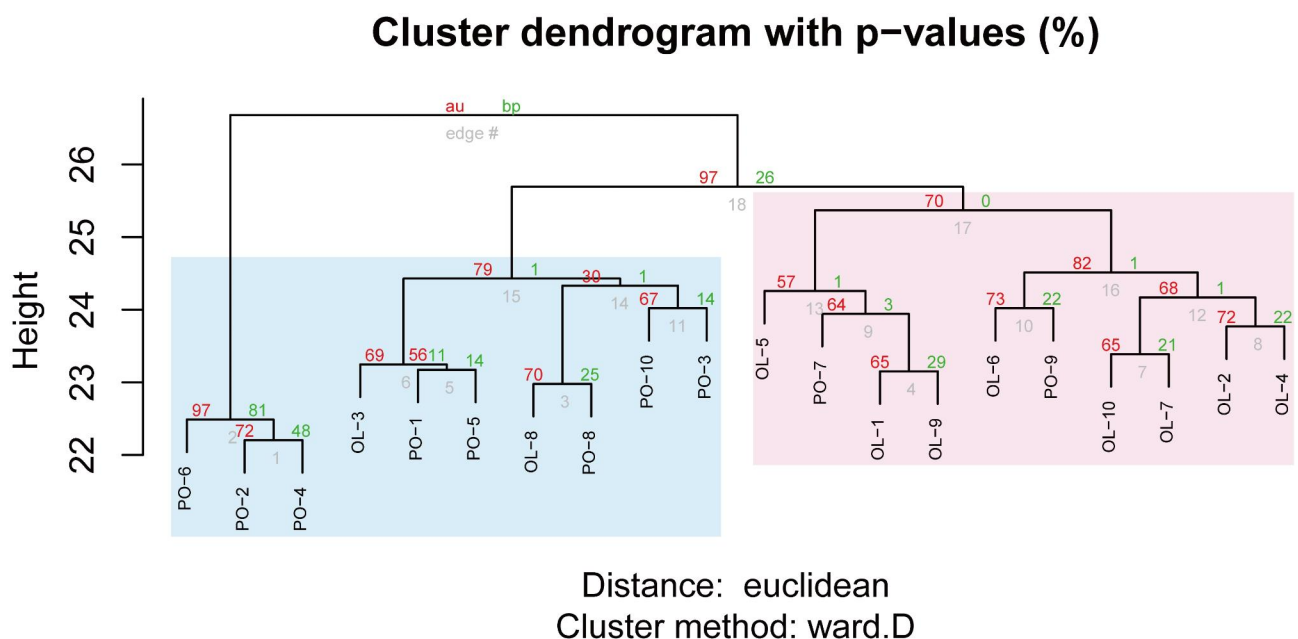 Cluster dendrogram with p−values (%)
au bp
edge #
26
97 26
18
70 0
17
25
79 1
15
30 1
14
82 1
16
57 1
13
68 1
12
24
67 14
11
64 3
9
73 22
10
72 22
8
69 11
6
56 14
5
65 29
4
65 21
7
23
70 25
3
97 81
2
72 48
1
22
Height
PO−6
PO−2
PO−4
OL−3
PO−1
PO−5
OL−8
PO−8
PO−10
PO−3
OL−5
PO−7
OL−1
OL−9
OL−6
PO−9
OL−10
OL−7
OL−2
OL−4
Distance: euclidean
Cluster method: ward.D